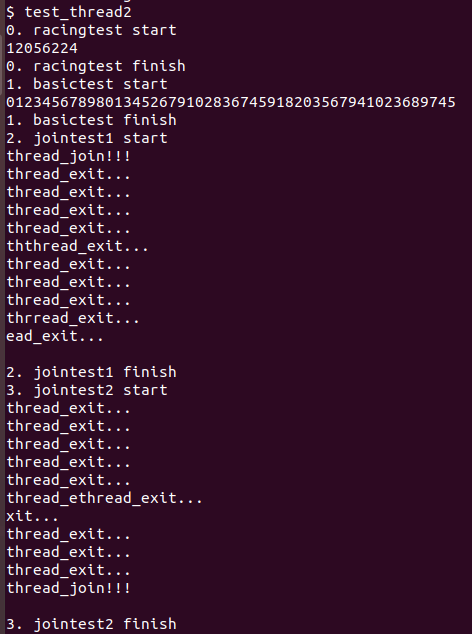 $ test_thread2
0. racingtest start
12056224
0. racingtest finish
1. basictest start
01234567898013452679102836745918203567941023689745
1. basictest finish
2. jointest1 start
thread_join!!!
thread_exit...
thread_exit...
thread_exit...
thread_exit...
ththread_exit...
thread_exit...
thread_exit...
thread_exit...
thrread_exit...
ead_exit...
2. jointest1 finish
3. jointest2 start
thread_exit...
thread_exit...
thread_exit...
thread_exit...
thread_exit...
thread_ethread_exit...
xit...
thread_exit...
thread_exit...
thread_exit...
thread_join!!!
3. jointest2 finish